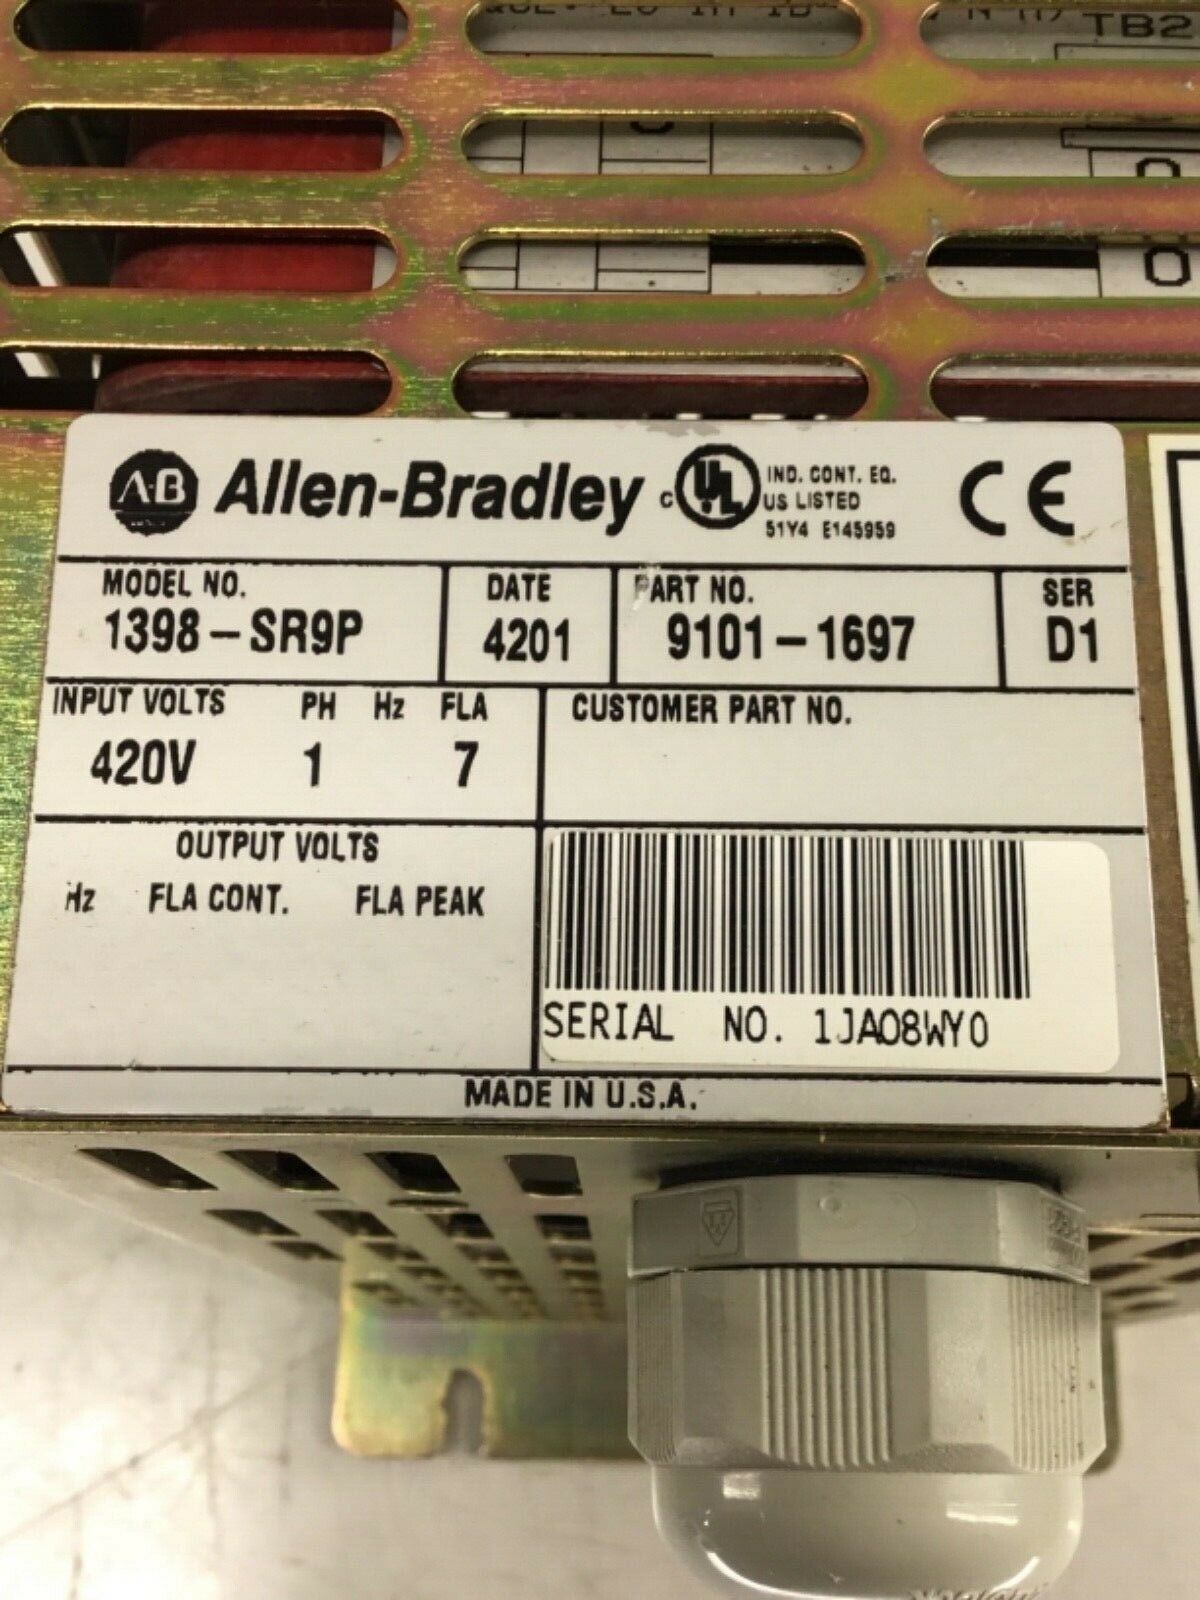 TB2
O
O
A-B Allen-Bradley
C UL US LISTED
IND. CONT. EQ.
51Y4 E145959
CE
MODEL NO.
1398-SR9P
DATE
4201
PART NO.
9101-1697
SER
D1
INPUT VOLTS PH Hz FLA
420V 1 7
CUSTOMER PART NO.
OUTPUT VOLTS
Hz FLA CONT. FLA PEAK
SERIAL NO. 1JA08WY0
MADE IN U.S.A.